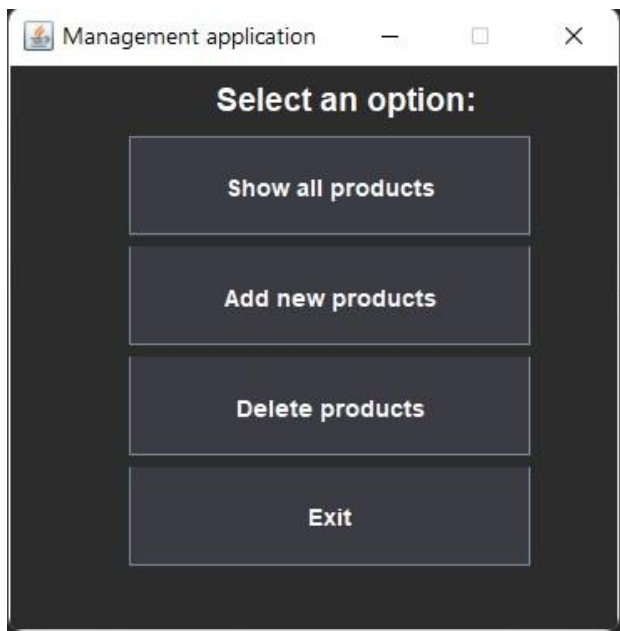 Management application
Select an option:
Show all products
Add new products
Delete products
Exit